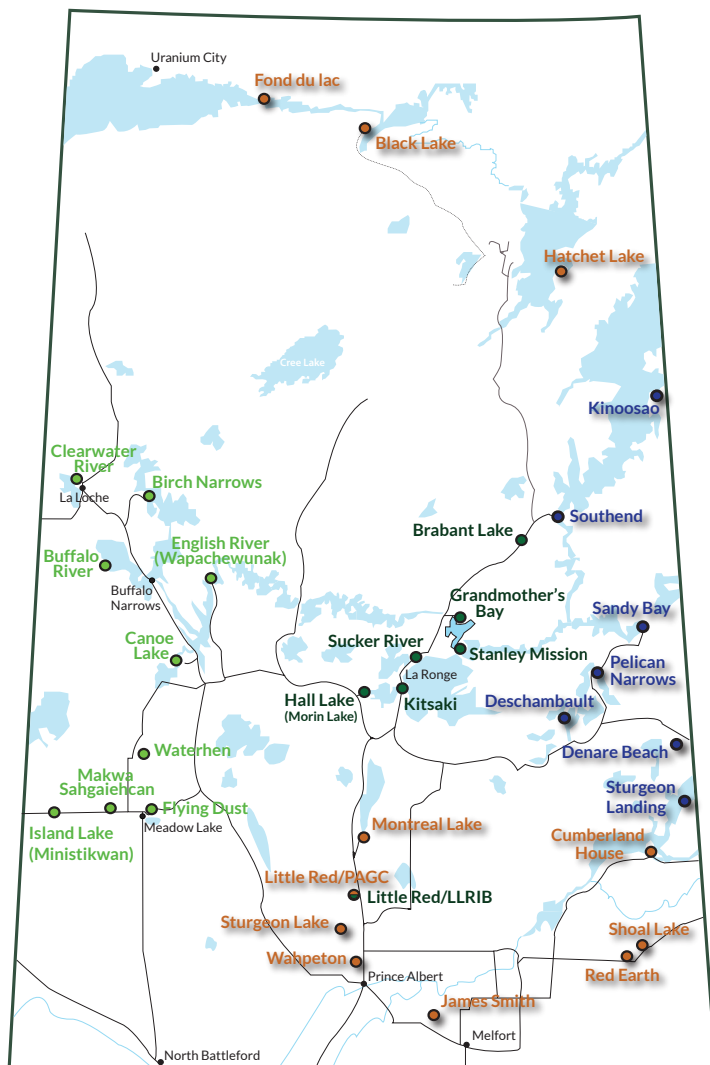 Uranium City
Fond du lac
Black Lake
Hatchet Lake
Cree Lake
Kinoosao
Clearwater
River
La Loche
Birch Narrows
Southend
Brabant Lake
English River
(Wapachewunak)
Buffalo
River
Buffalo
Narrows
Grandmother's
Bay
Sandy Bay
Canoe
Lake
Sucker River
Stanley Mission
La Ronge
Pelican
Narrows
Hall Lake
(Morin Lake)
Kitsaki
Deschambault
Waterhen
Denare Beach
Makwa
Sahgaiehcan
Flying Dust
Sturgeon
Landing
Island Lake
(Ministikwan)
Meadow Lake
Montreal Lake
Cumberland
House
Little Red/PAGC
Little Red/LLRIB
Sturgeon Lake
Shoal Lake
Wahpeton
Red Earth
Prince Albert
James Smith
Melfort
North Battleford